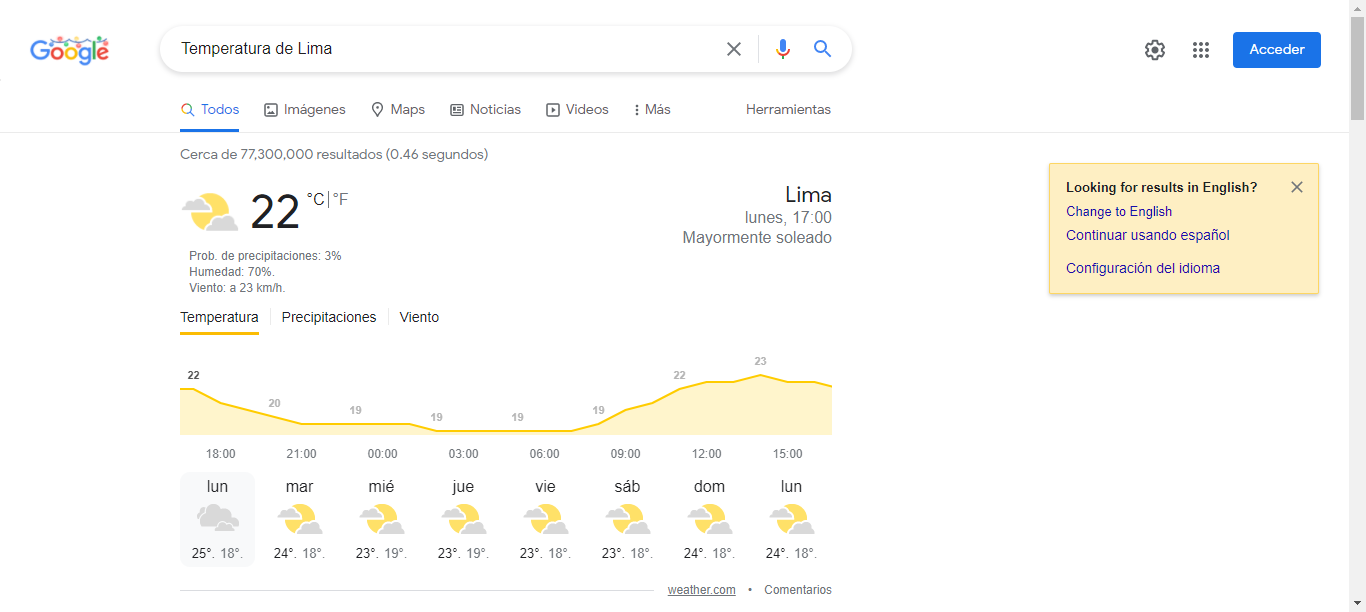 Google
Temperatura de Lima
Acceder
Todos
Imágenes
Maps
Noticias
Videos
Más
Herramientas
Cerca de 77,300,000 resultados (0.46 segundos)
22 °C | °F
Prob. de precipitaciones: 3%
Humedad: 70%.
Viento: a 23 km/h.
Lima
lunes, 17:00
Mayormente soleado
Looking for results in English?
Change to English
Continuar usando español
Configuración del idioma
Temperatura
Precipitaciones
Viento
22 20 19 19 19 19 22 23
18:00 21:00 00:00 03:00 06:00 09:00 12:00 15:00
lun mar mié jue vie sáb dom lun
25°. 18°. 24°. 18°. 23°. 19°. 23°. 19°. 23°. 18°. 23°. 18°. 24°. 18°. 24°. 18°.
weather.com • Comentarios